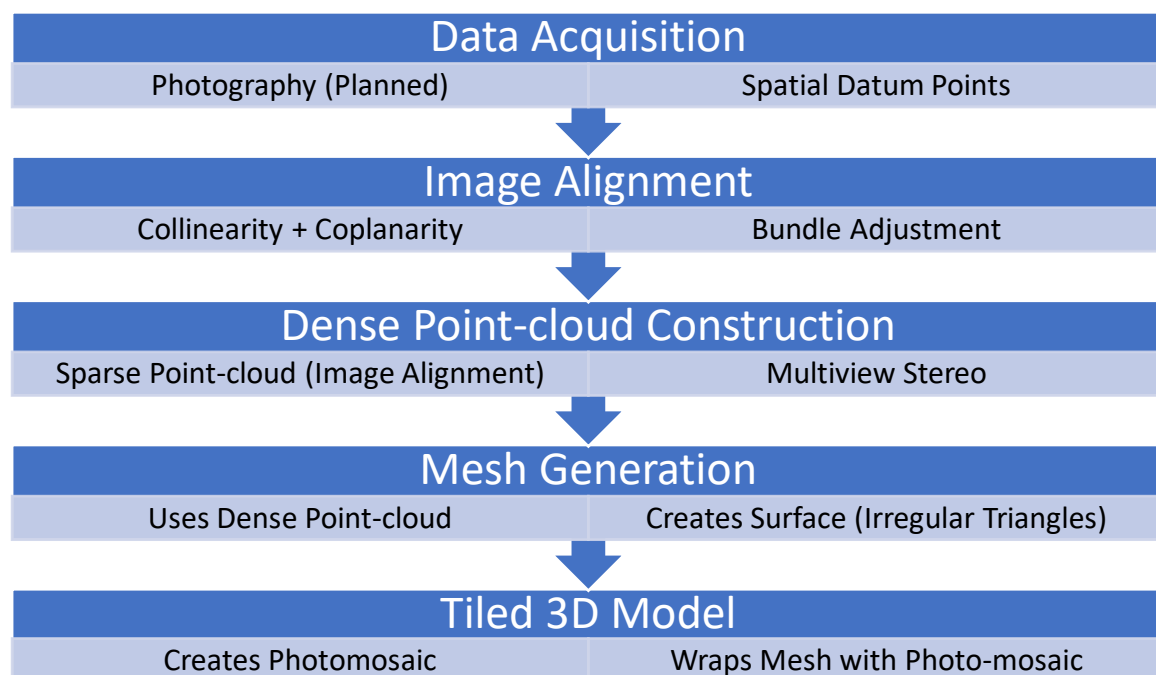 Data Acquisition
Photography (Planned)
Spatial Datum Points
Image Alignment
Collinearity + Coplanarity
Bundle Adjustment
Dense Point-cloud Construction
Sparse Point-cloud (Image Alignment)
Multiview Stereo
Mesh Generation
Uses Dense Point-cloud
Creates Surface (Irregular Triangles)
Tiled 3D Model
Creates Photomosaic
Wraps Mesh with Photo-mosaic